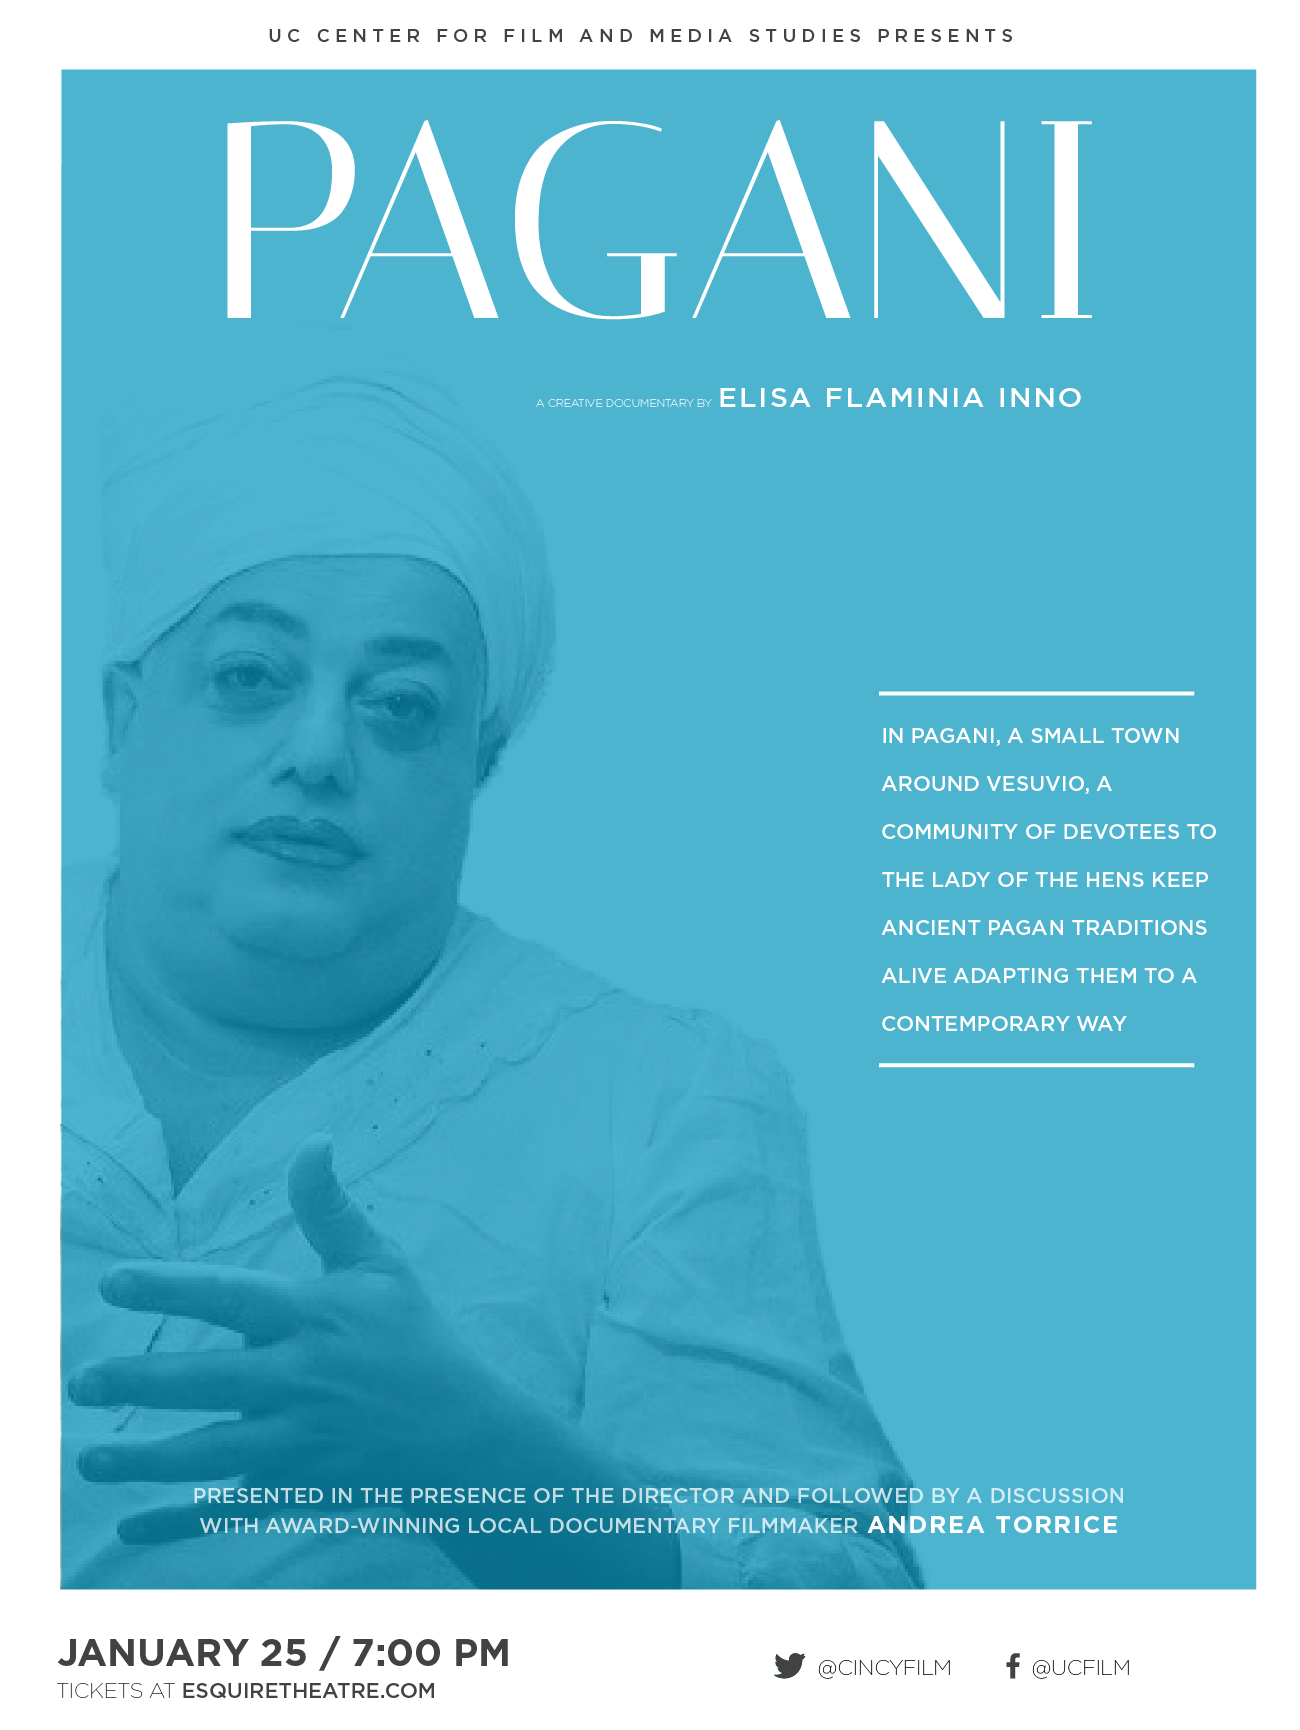 UC CENTER FOR FILM AND MEDIA STUDIES PRESENTS
PAGANI
A CREATIVE DOCUMENTARY BY ELISA FLAMINIA INNO
IN PAGANI, A SMALL TOWN
AROUND VESUVIO, A
COMMUNITY OF DEVOTEES TO
THE LADY OF THE HENS KEEP
ANCIENT PAGAN TRADITIONS
ALIVE ADAPTING THEM TO A
CONTEMPORARY WAY
PRESENTED IN THE PRESENCE OF THE DIRECTOR AND FOLLOWED BY A DISCUSSION
WITH AWARD-WINNING LOCAL DOCUMENTARY FILMMAKER ANDREA TORRICE
JANUARY 25 / 7:00 PM
TICKETS AT ESQUIRETHEATRE.COM
@CINCYFILM
@UCFILM